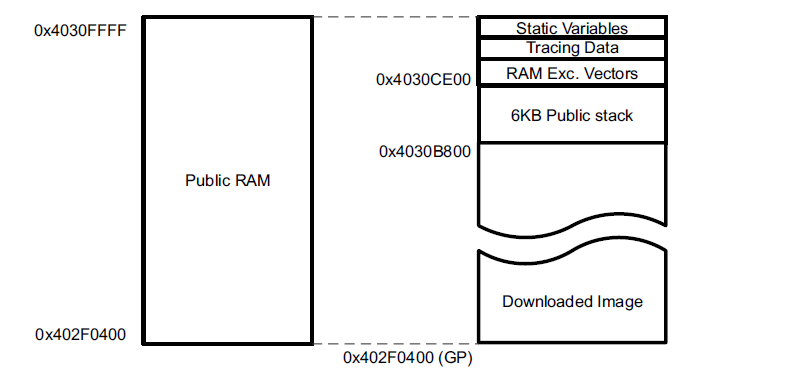 0x4030FFFF
Static Variables
Tracing Data
RAM Exc. Vectors
0x4030CE00
6KB Public stack
0x4030B800
Public RAM
Downloaded Image
0x402F0400
0x402F0400 (GP)